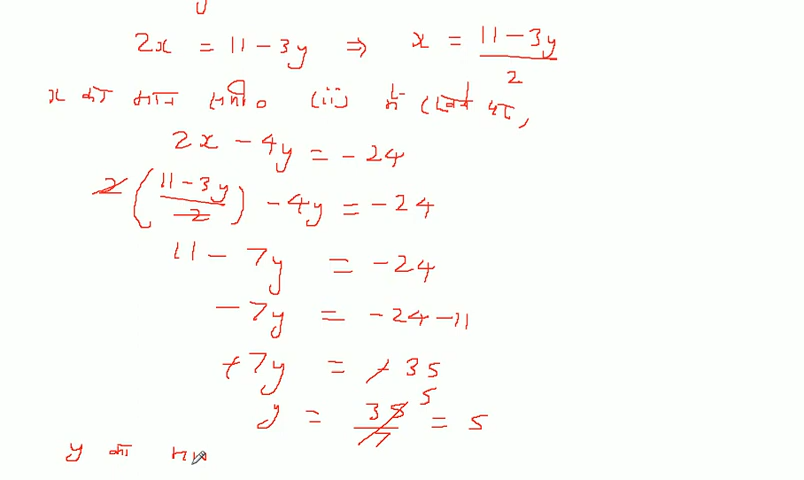 2x = 11 - 3y ⇒ x = (11 - 3y)/2
x का मान समी० (ii) में रखने पर,
2x - 4y = -24
2((11 - 3y)/2) - 4y = -24
11 - 7y = -24
-7y = -24 - 11
+7y = +35
y = 35/7 5 = 5
y का मान